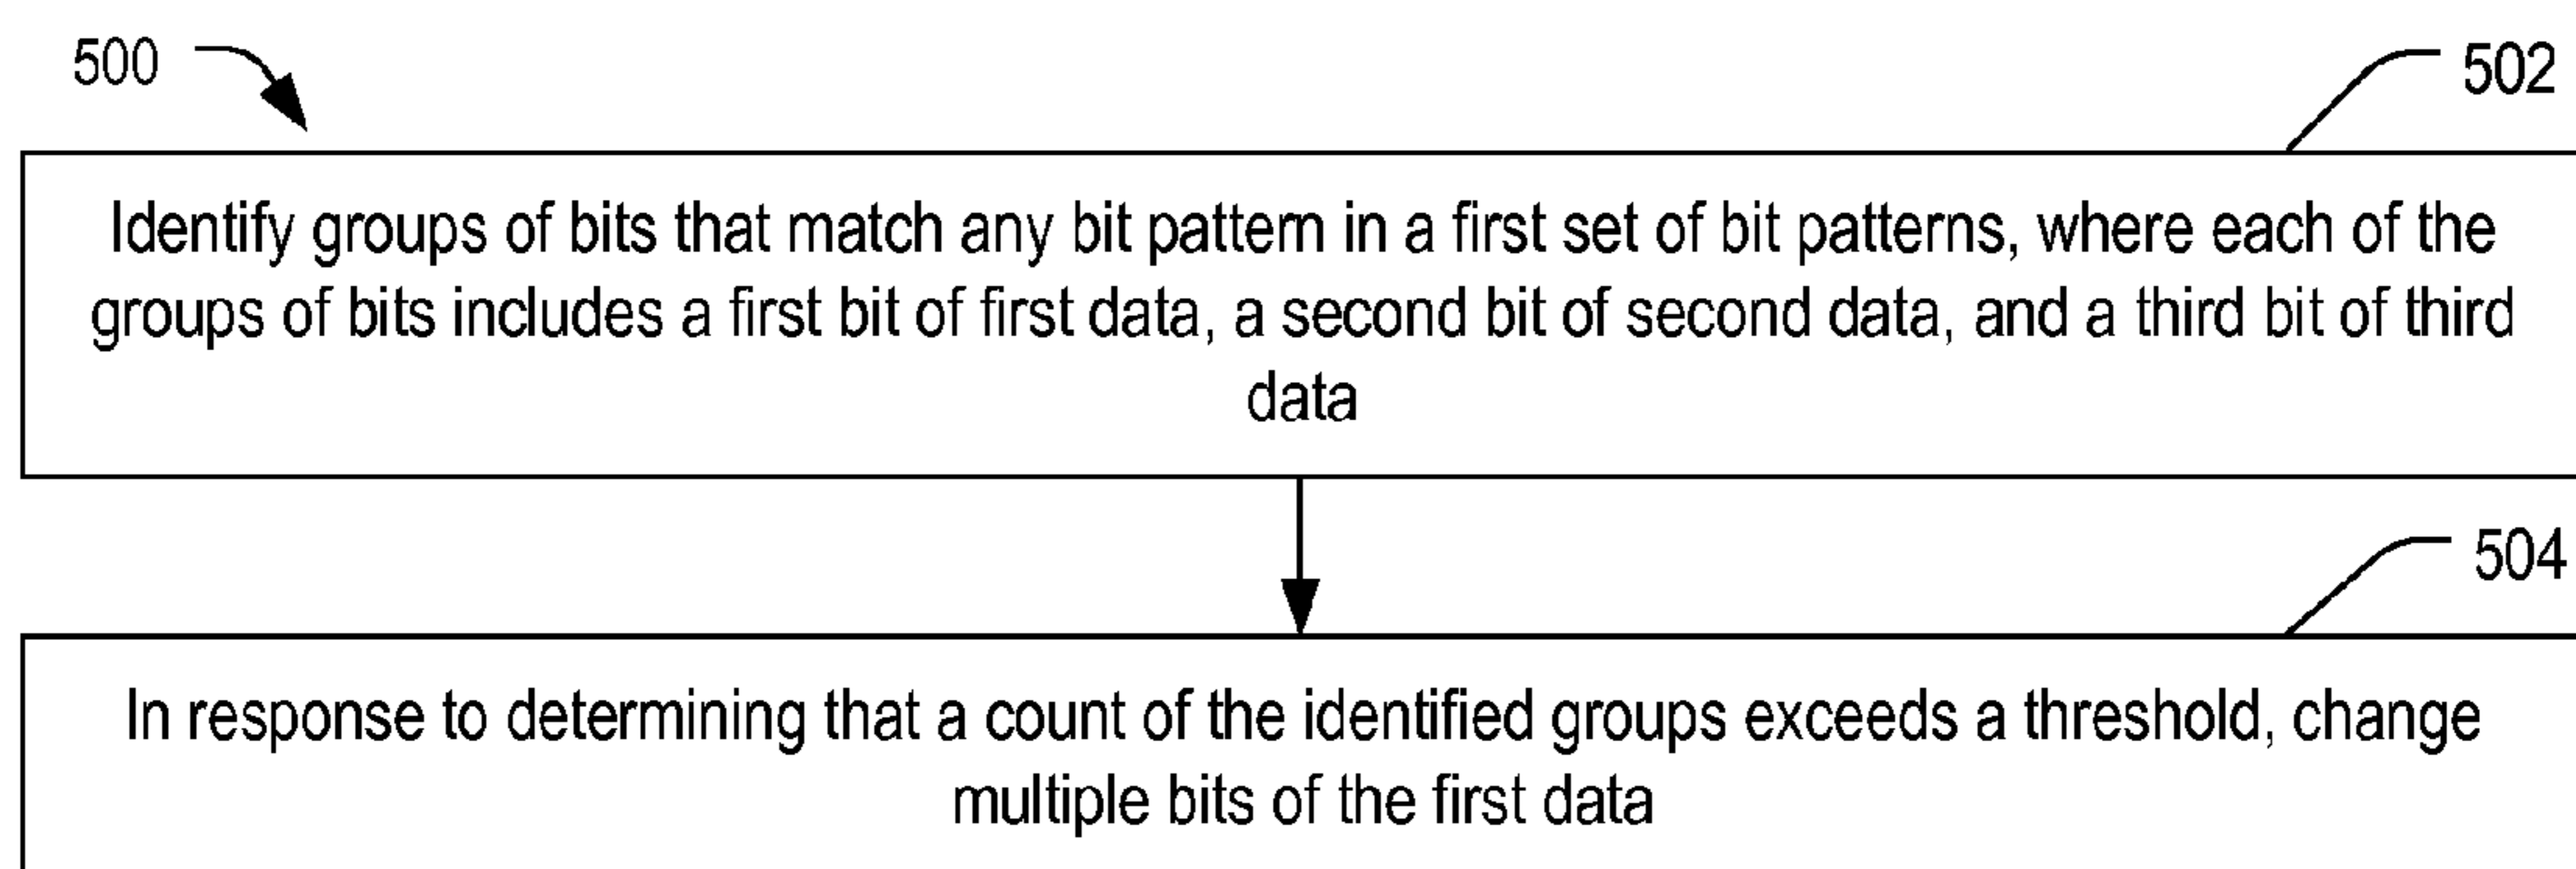 500
502
Identify groups of bits that match any bit pattern in a first set of bit patterns, where each of the
groups of bits includes a first bit of first data, a second bit of second data, and a third bit of third
data
504
In response to determining that a count of the identified groups exceeds a threshold, change
multiple bits of the first data